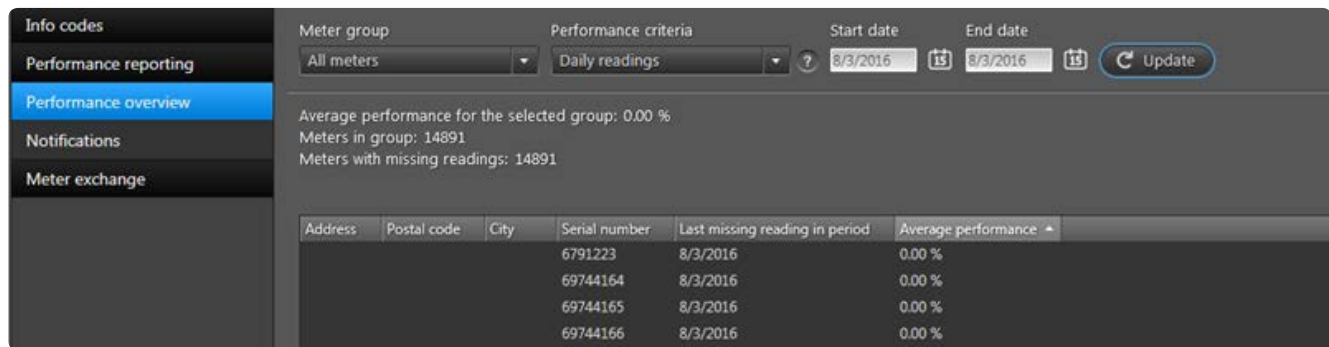 Info codes
Performance reporting
Performance overview
Notifications
Meter exchange
Meter group Performance criteria Start date End date
All meters Daily readings ? 8/3/2016 15 8/3/2016 15 Update
Average performance for the selected group: 0.00 %
Meters in group: 14891
Meters with missing readings: 14891
Address Postal code City Serial number Last missing reading in period Average performance
6791223 8/3/2016 0.00 %
69744164 8/3/2016 0.00 %
69744165 8/3/2016 0.00 %
69744166 8/3/2016 0.00 %